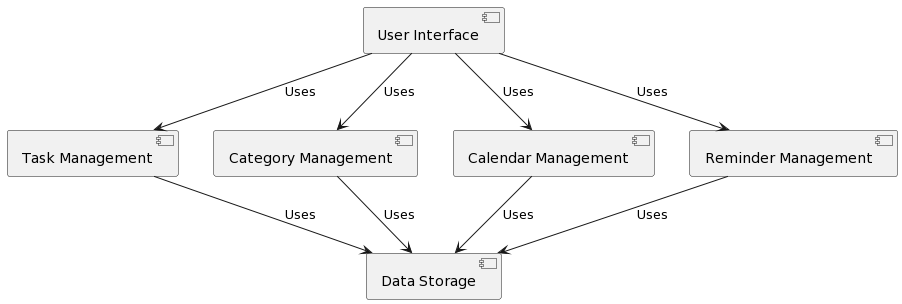 User Interface
Uses
Uses
Uses
Uses
Task Management
Category Management
Calendar Management
Reminder Management
Uses
Uses
Uses
Uses
Data Storage